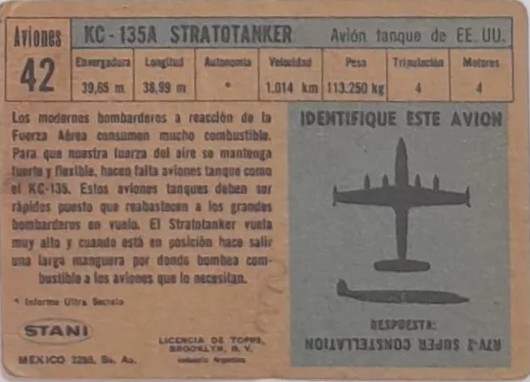 Aviones
42
KC-135A STRATOTANKER Avión tanque de EE. UU.
Envergadura Longitud Autonomía Velocidad Peso Tripulación Motores
39,65 m. 38,99 m. * 1.014 km 113.250 kg 4 4
Los modernos bombarderos a reacción de la
Fuerza Aérea consumen mucho combustible.
Para que nuestra fuerza del aire se mantenga
fuerte y flexible, hacen falta aviones tanque como
el KC-135. Estos aviones tanques deben ser
rápidos puesto que reabastecen a los grandes
bombarderos en vuelo. El Stratotanker vuela
muy alto y cuando está en posición hace salir
una larga manguera por donde bombea com-
bustible a los aviones que lo necesitan.
* Informe Ultra Secreto
STANI
MEXICO 3285, Bs. As.
LICENCIA DE TOPPS,
BROOKLYN, N. Y.
Industria Argentina
IDENTIFIQUE ESTE AVION
RESPUESTA:
R7V-2 SUPER CONSTELLATION